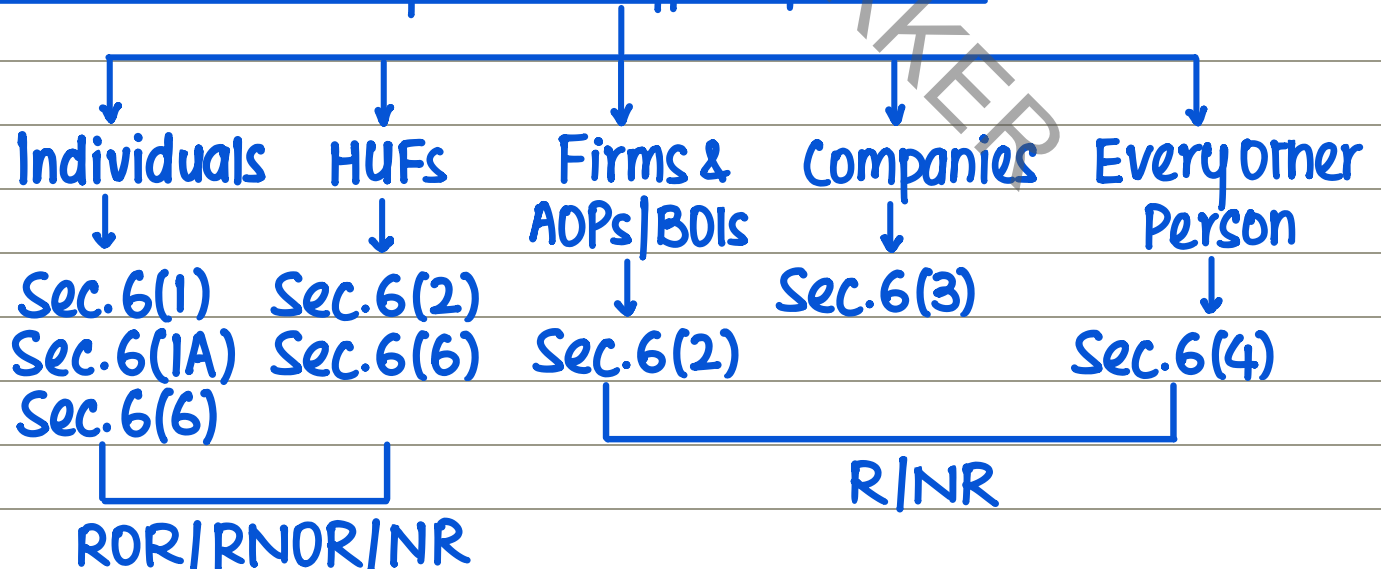 Individuals HUFs Firms & Companies Every Other
AOPs/BOIs Person
Sec.6(1) Sec.6(2) Sec.6(3)
Sec.6(1A) Sec.6(6) Sec.6(2) Sec.6(4)
Sec.6(6)
R/NR
ROR/RNOR/NR